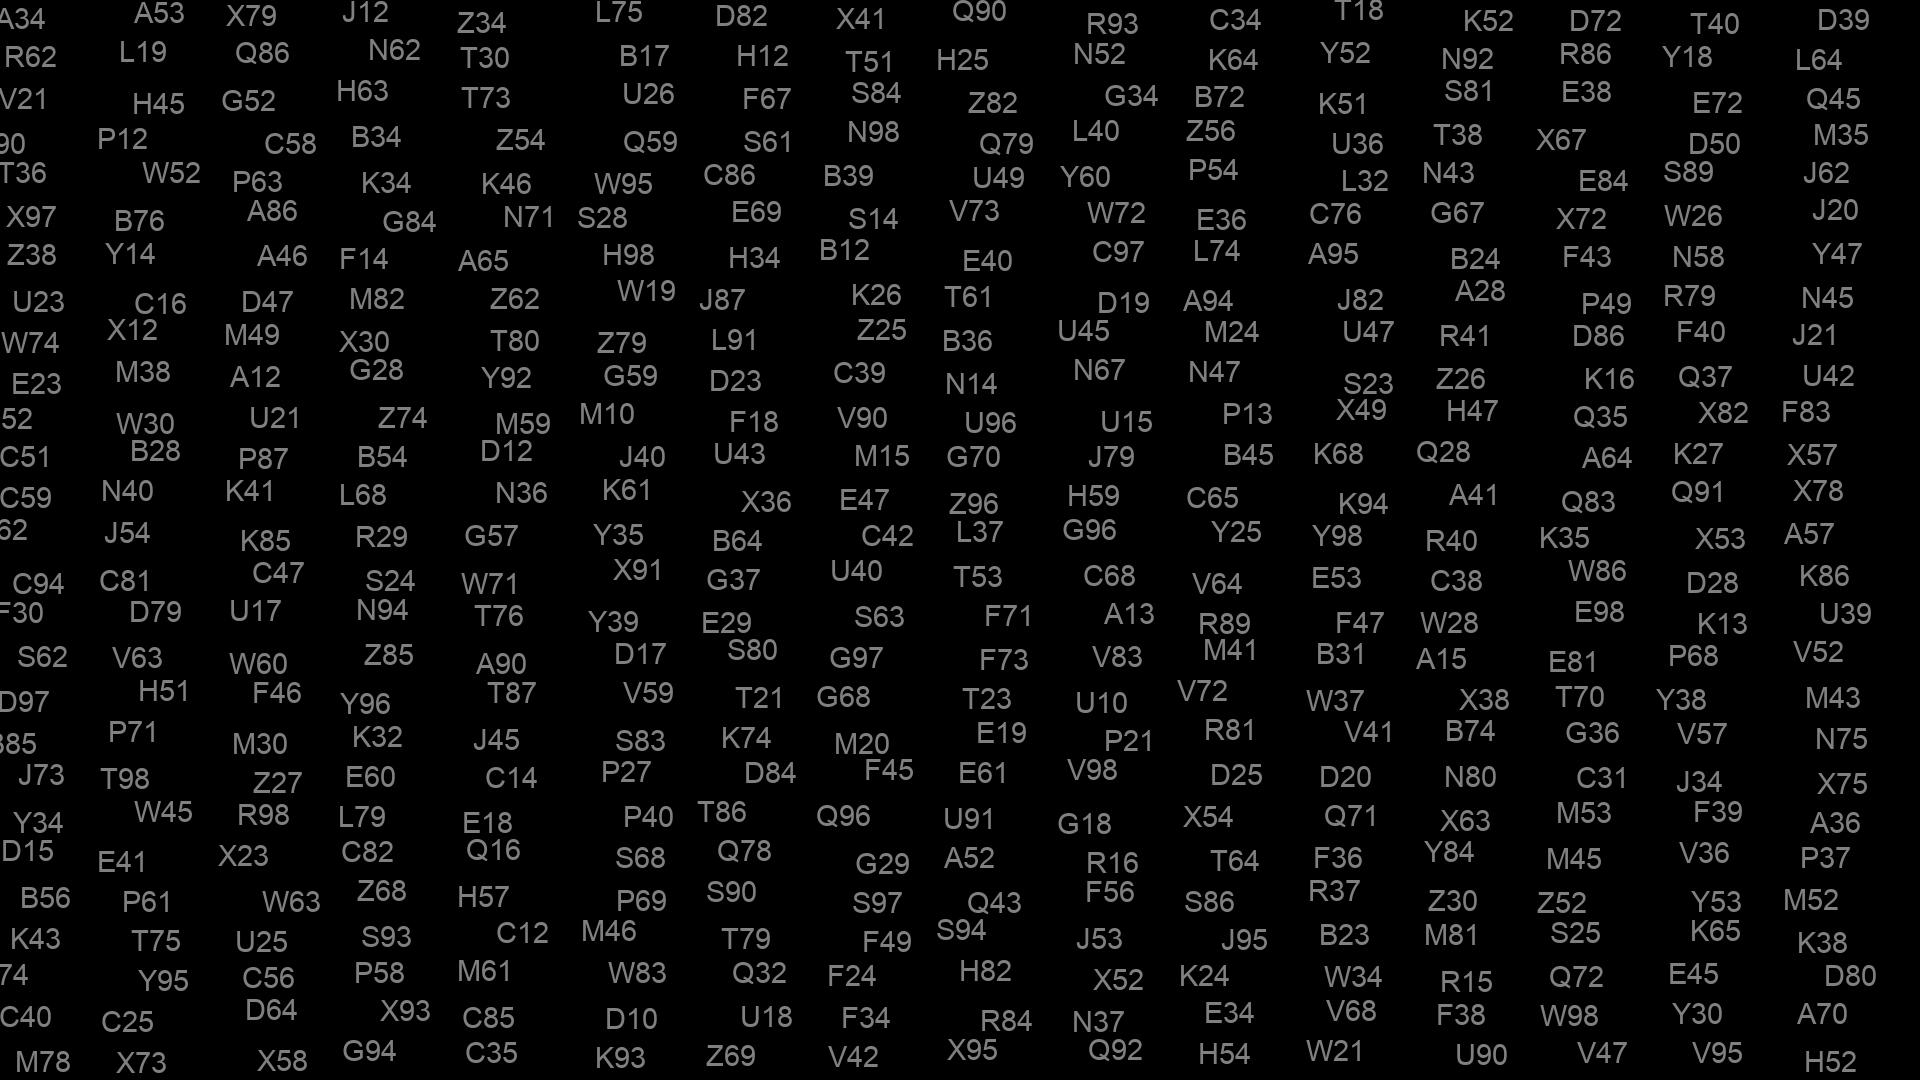 A34 A53 X79 J12 Z34 L75 D82 X41 Q90 R93 C34 T18 K52 D72 T40 D39
R62 L19 Q86 N62 T30 B17 H12 T51 H25 N52 K64 Y52 N92 R86 Y18 L64
V21 H45 G52 H63 T73 U26 F67 S84 Z82 G34 B72 K51 S81 E38 E72 Q45
90 P12 C58 B34 Z54 Q59 S61 N98 Q79 L40 Z56 U36 T38 X67 D50 M35
T36 W52 P63 K34 K46 W95 C86 B39 U49 Y60 P54 L32 N43 E84 S89 J62
X97 B76 A86 G84 N71 S28 E69 S14 V73 W72 E36 C76 G67 X72 W26 J20
Z38 Y14 A46 F14 A65 H98 H34 B12 E40 C97 L74 A95 B24 F43 N58 Y47
U23 C16 D47 M82 Z62 W19 J87 K26 T61 D19 A94 J82 A28 P49 R79 N45
W74 X12 M49 X30 T80 Z79 L91 Z25 B36 U45 M24 U47 R41 D86 F40 J21
E23 M38 A12 G28 Y92 G59 D23 C39 N14 N67 N47 S23 Z26 K16 Q37 U42
52 W30 U21 Z74 M59 M10 F18 V90 U96 U15 P13 X49 H47 Q35 X82 F83
C51 B28 P87 B54 D12 J40 U43 M15 G70 J79 B45 K68 Q28 A64 K27 X57
C59 N40 K41 L68 N36 K61 X36 E47 Z96 H59 C65 K94 A41 Q83 Q91 X78
62 J54 K85 R29 G57 Y35 B64 C42 L37 G96 Y25 Y98 R40 K35 X53 A57
C94 C81 C47 S24 W71 X91 G37 U40 T53 C68 V64 E53 C38 W86 D28 K86
F30 D79 U17 N94 T76 Y39 E29 S63 F71 A13 R89 F47 W28 E98 K13 U39
S62 V63 W60 Z85 A90 D17 S80 G97 F73 V83 M41 B31 A15 E81 P68 V52
D97 H51 F46 Y96 T87 V59 T21 G68 T23 U10 V72 W37 X38 T70 Y38 M43
85 P71 M30 K32 J45 S83 K74 M20 E19 P21 R81 V41 B74 G36 V57 N75
J73 T98 Z27 E60 C14 P27 D84 F45 E61 V98 D25 D20 N80 C31 J34 X75
Y34 W45 R98 L79 E18 P40 T86 Q96 U91 G18 X54 Q71 X63 M53 F39 A36
D15 E41 X23 C82 Q16 S68 Q78 G29 A52 R16 T64 F36 Y84 M45 V36 P37
B56 P61 W63 Z68 H57 P69 S90 S97 Q43 F56 S86 R37 Z30 Z52 Y53 M52
K43 T75 U25 S93 C12 M46 T79 F49 S94 J53 J95 B23 M81 S25 K65 K38
74 Y95 C56 P58 M61 W83 Q32 F24 H82 X52 K24 W34 R15 Q72 E45 D80
C40 C25 D64 X93 C85 D10 U18 F34 R84 N37 E34 V68 F38 W98 Y30 A70
M78 X73 X58 G94 C35 K93 Z69 V42 X95 Q92 H54 W21 U90 V47 V95 H52